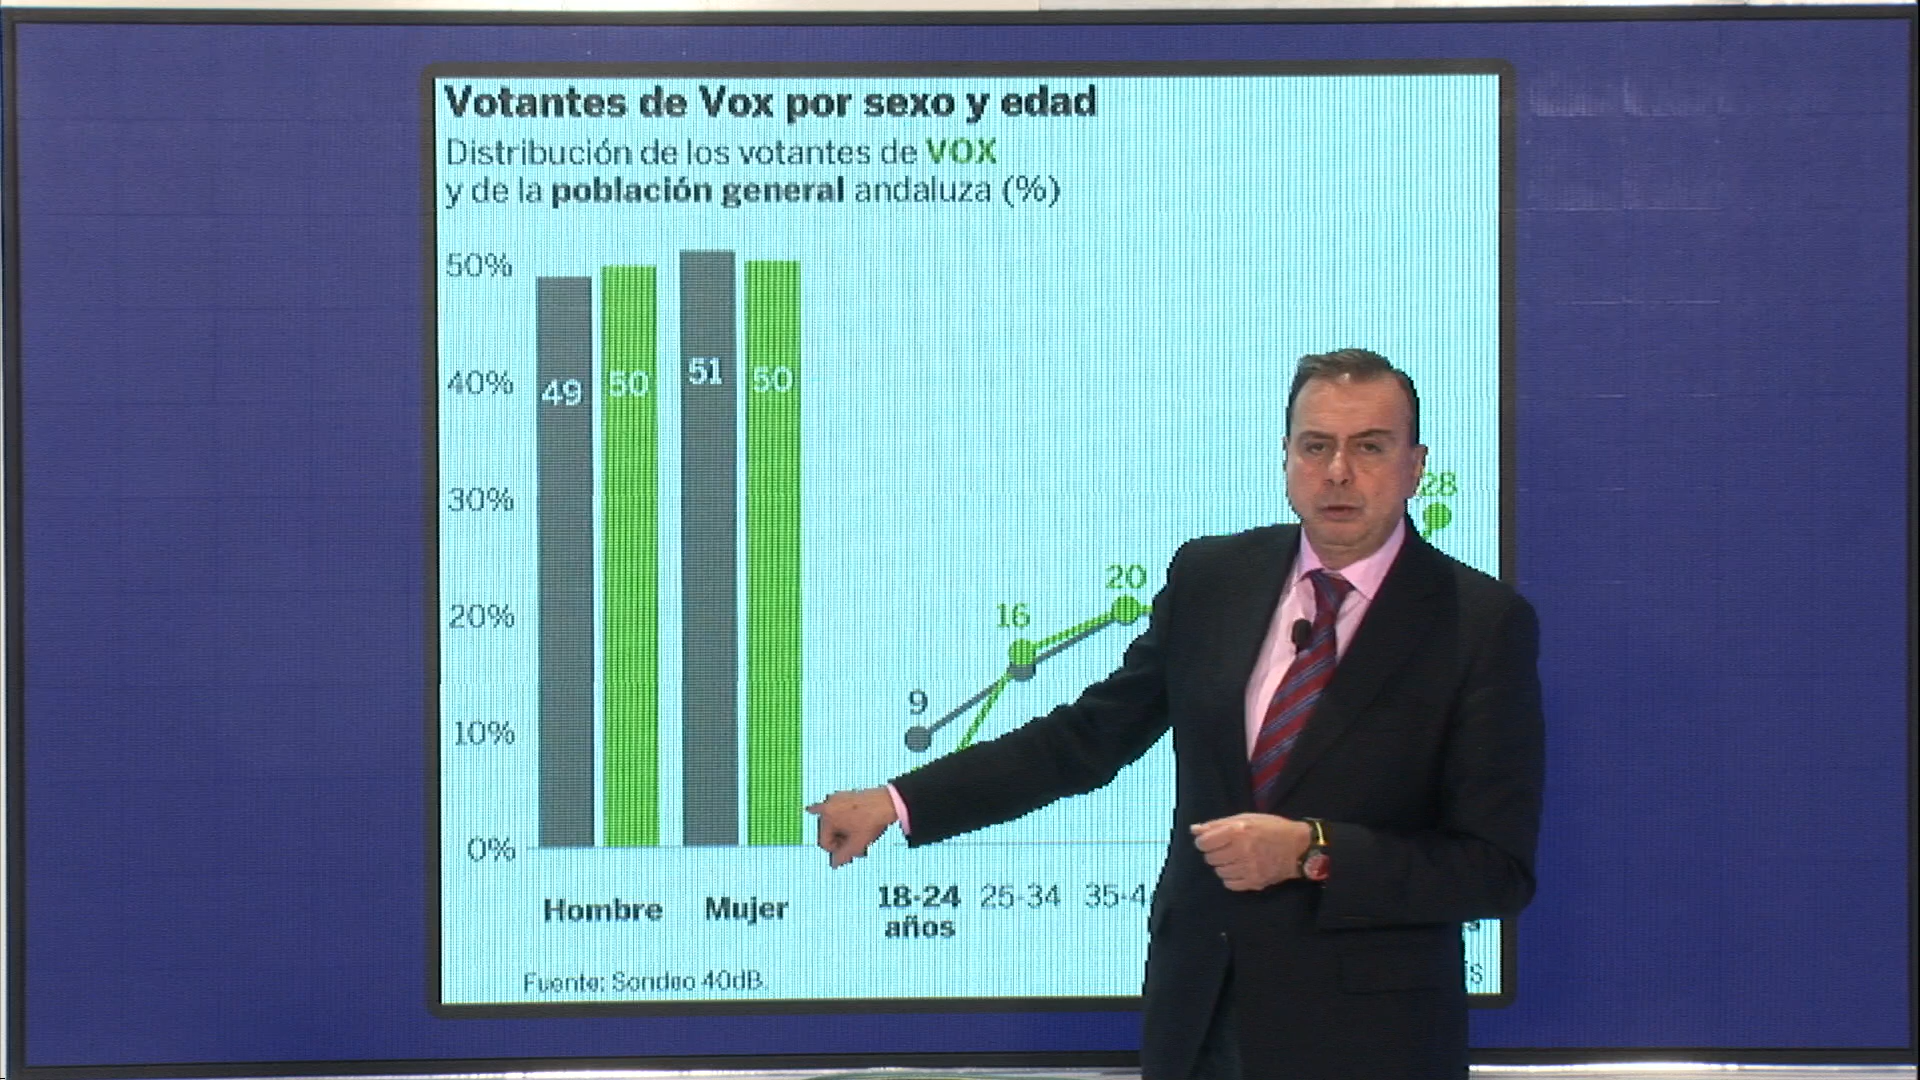 Votantes de Vox por sexo y edad
Distribución de los votantes de VOX
y de la población general andaluza (%)
50%
40%
30%
20%
10%
0%
49
50
51
50
9
16
20
28
Hombre
Mujer
18-24
años
25-34
Fuente: Sondeo 40dB.